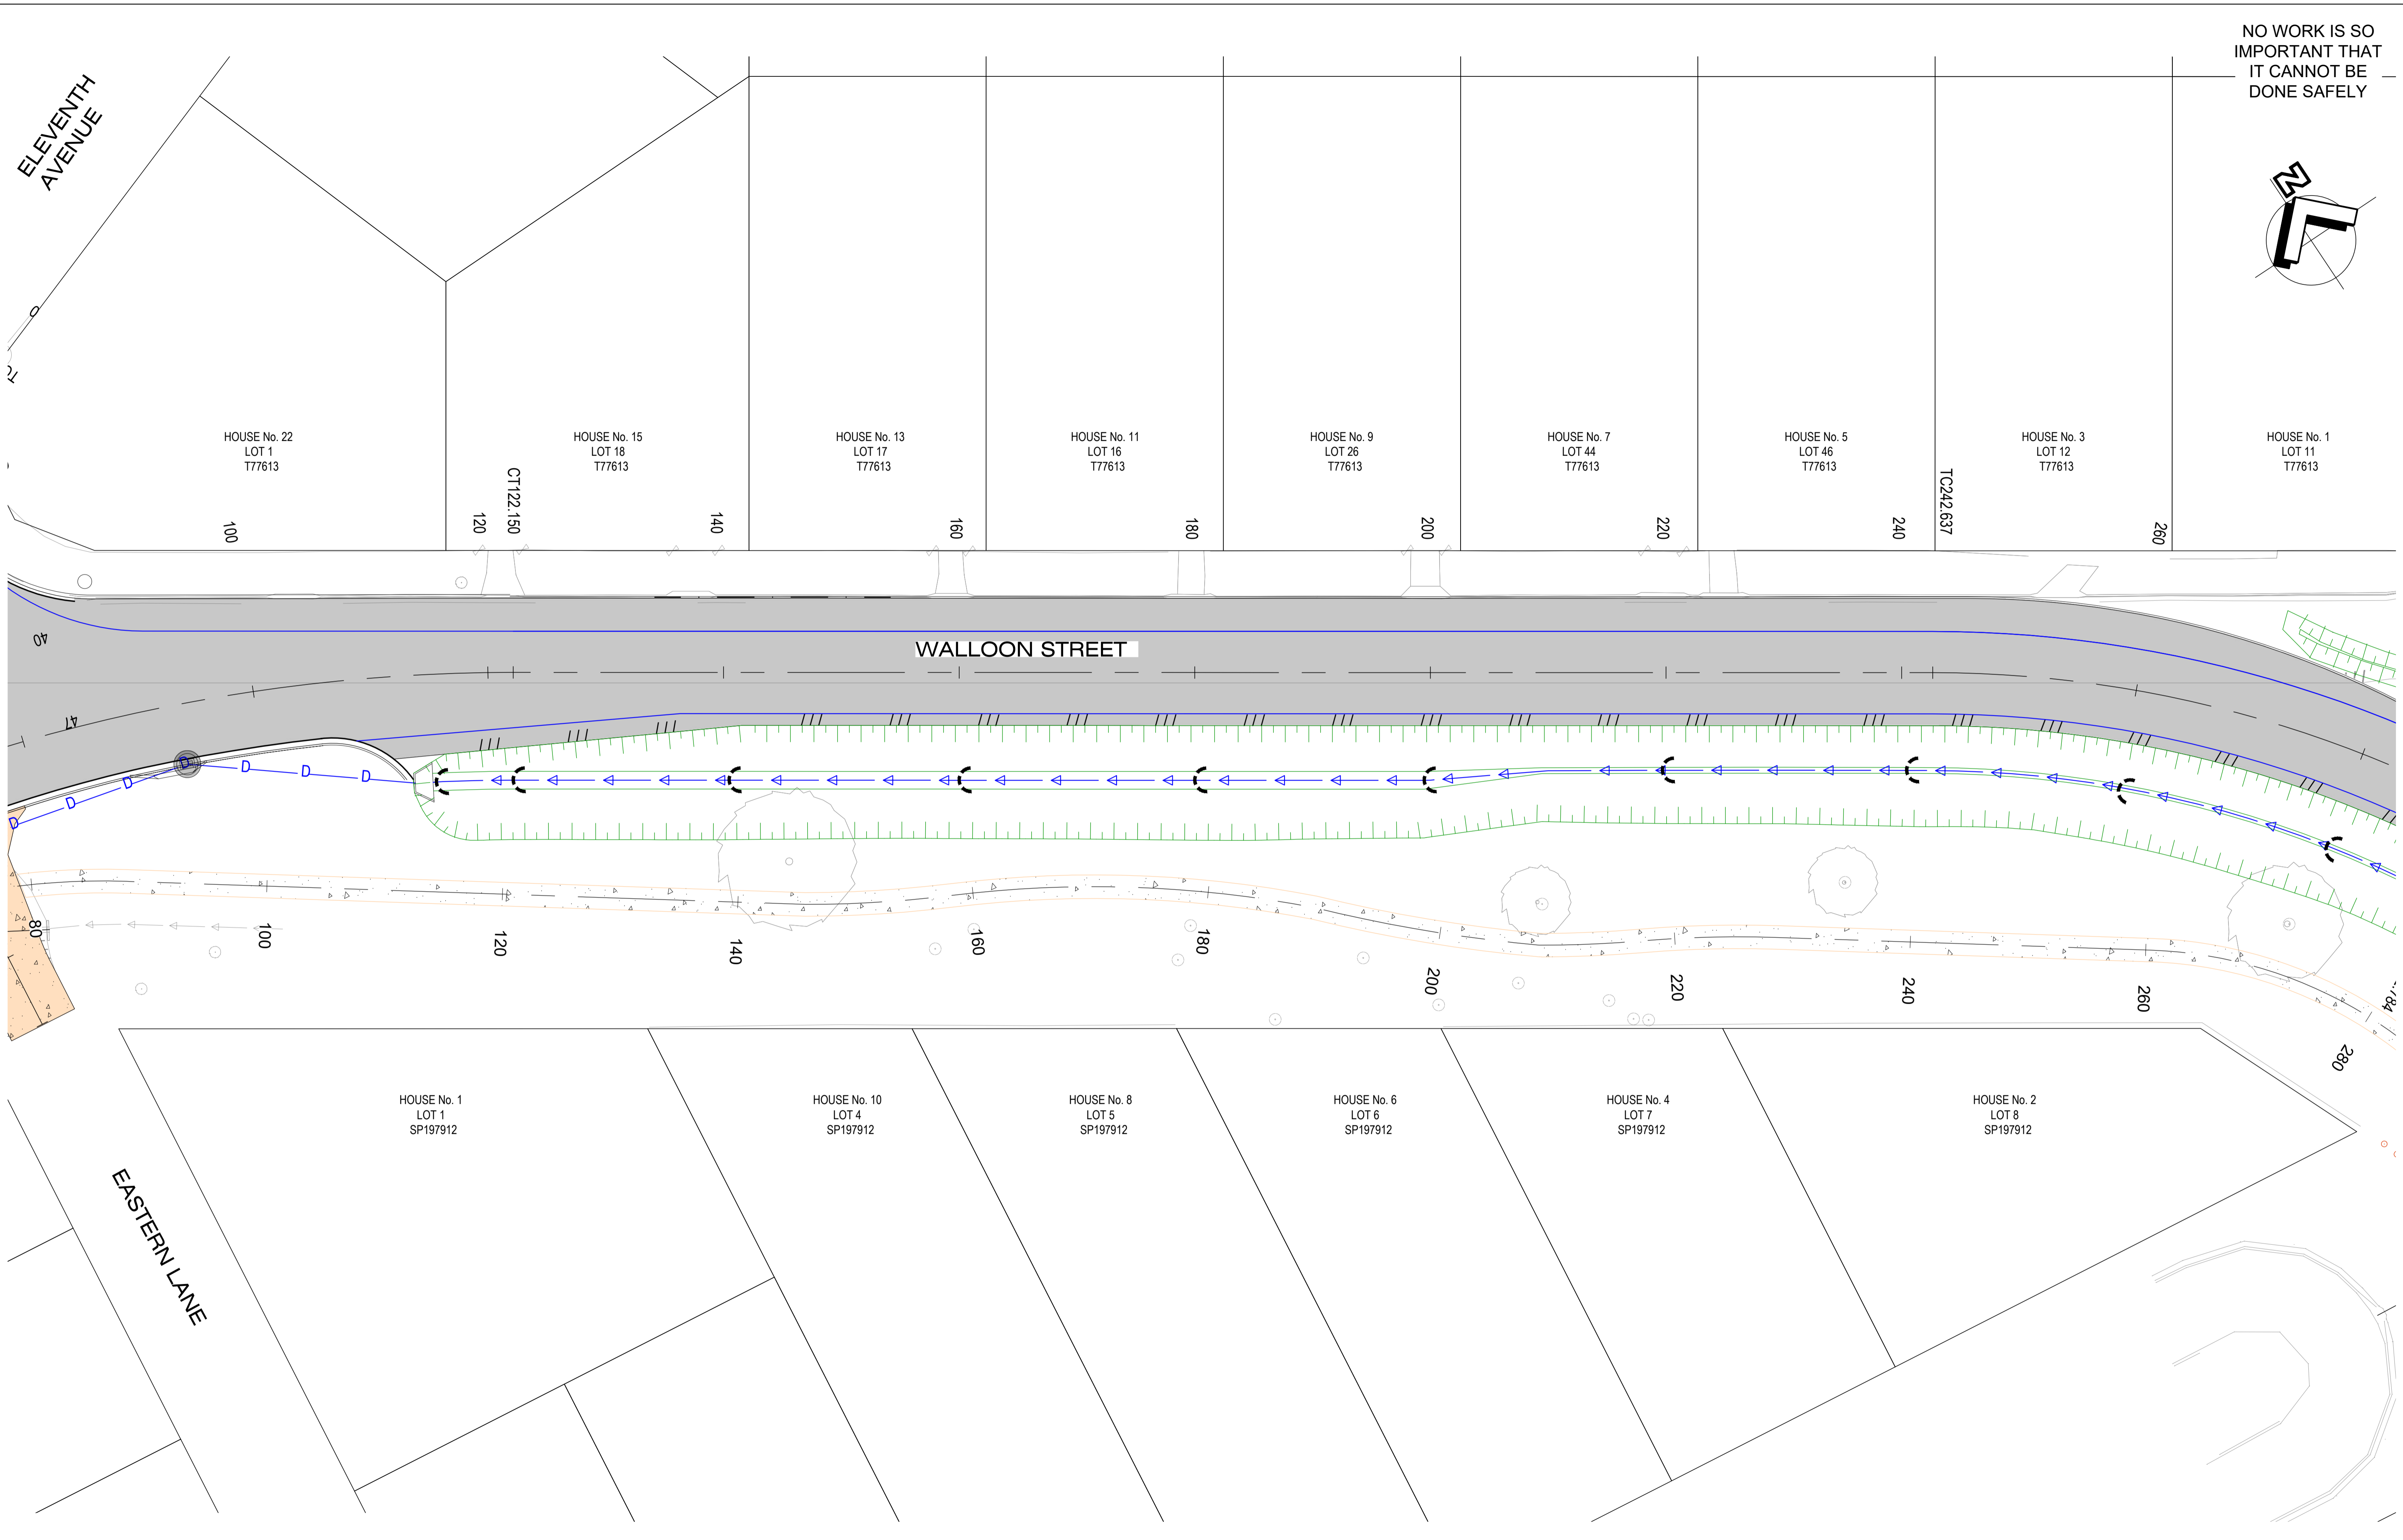 NO WORK IS SO
IMPORTANT THAT
IT CANNOT BE
DONE SAFELY
ELEVENTH
AVENUE
N
HOUSE No. 22
LOT 1
T77613
HOUSE No. 15
LOT 18
T77613
HOUSE No. 13
LOT 17
T77613
HOUSE No. 11
LOT 16
T77613
HOUSE No. 9
LOT 26
T77613
HOUSE No. 7
LOT 44
T77613
HOUSE No. 5
LOT 46
T77613
HOUSE No. 3
LOT 12
T77613
HOUSE No. 1
LOT 11
T77613
100
120
CT122.150
140
160
180
200
220
240
TC242.637
260
40
WALLOON STREET
47
D
D
D
D
D
D
D
80
100
120
140
160
180
200
220
240
260
280
HOUSE No. 1
LOT 1
SP197912
HOUSE No. 10
LOT 4
SP197912
HOUSE No. 8
LOT 5
SP197912
HOUSE No. 6
LOT 6
SP197912
HOUSE No. 4
LOT 7
SP197912
HOUSE No. 2
LOT 8
SP197912
EASTERN LANE